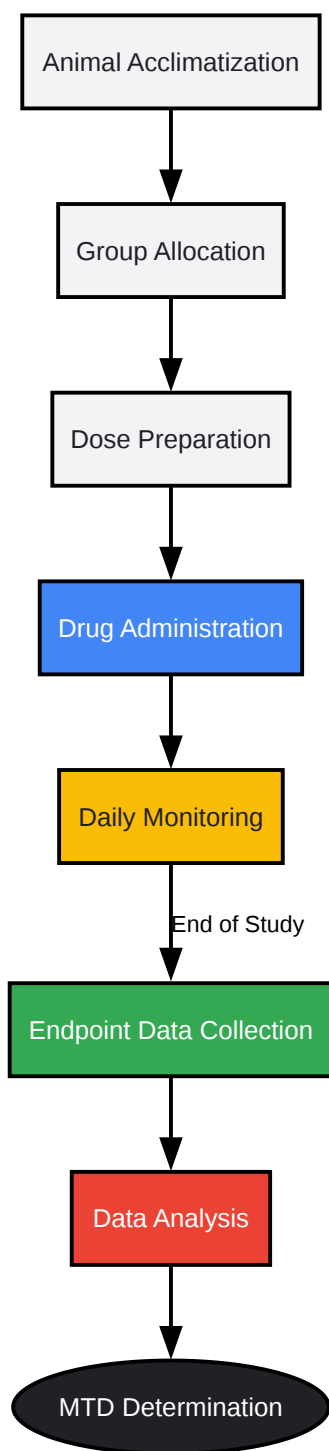 Animal Acclimatization
Group Allocation
Dose Preparation
Drug Administration
Daily Monitoring
End of Study
Endpoint Data Collection
Data Analysis
MTD Determination